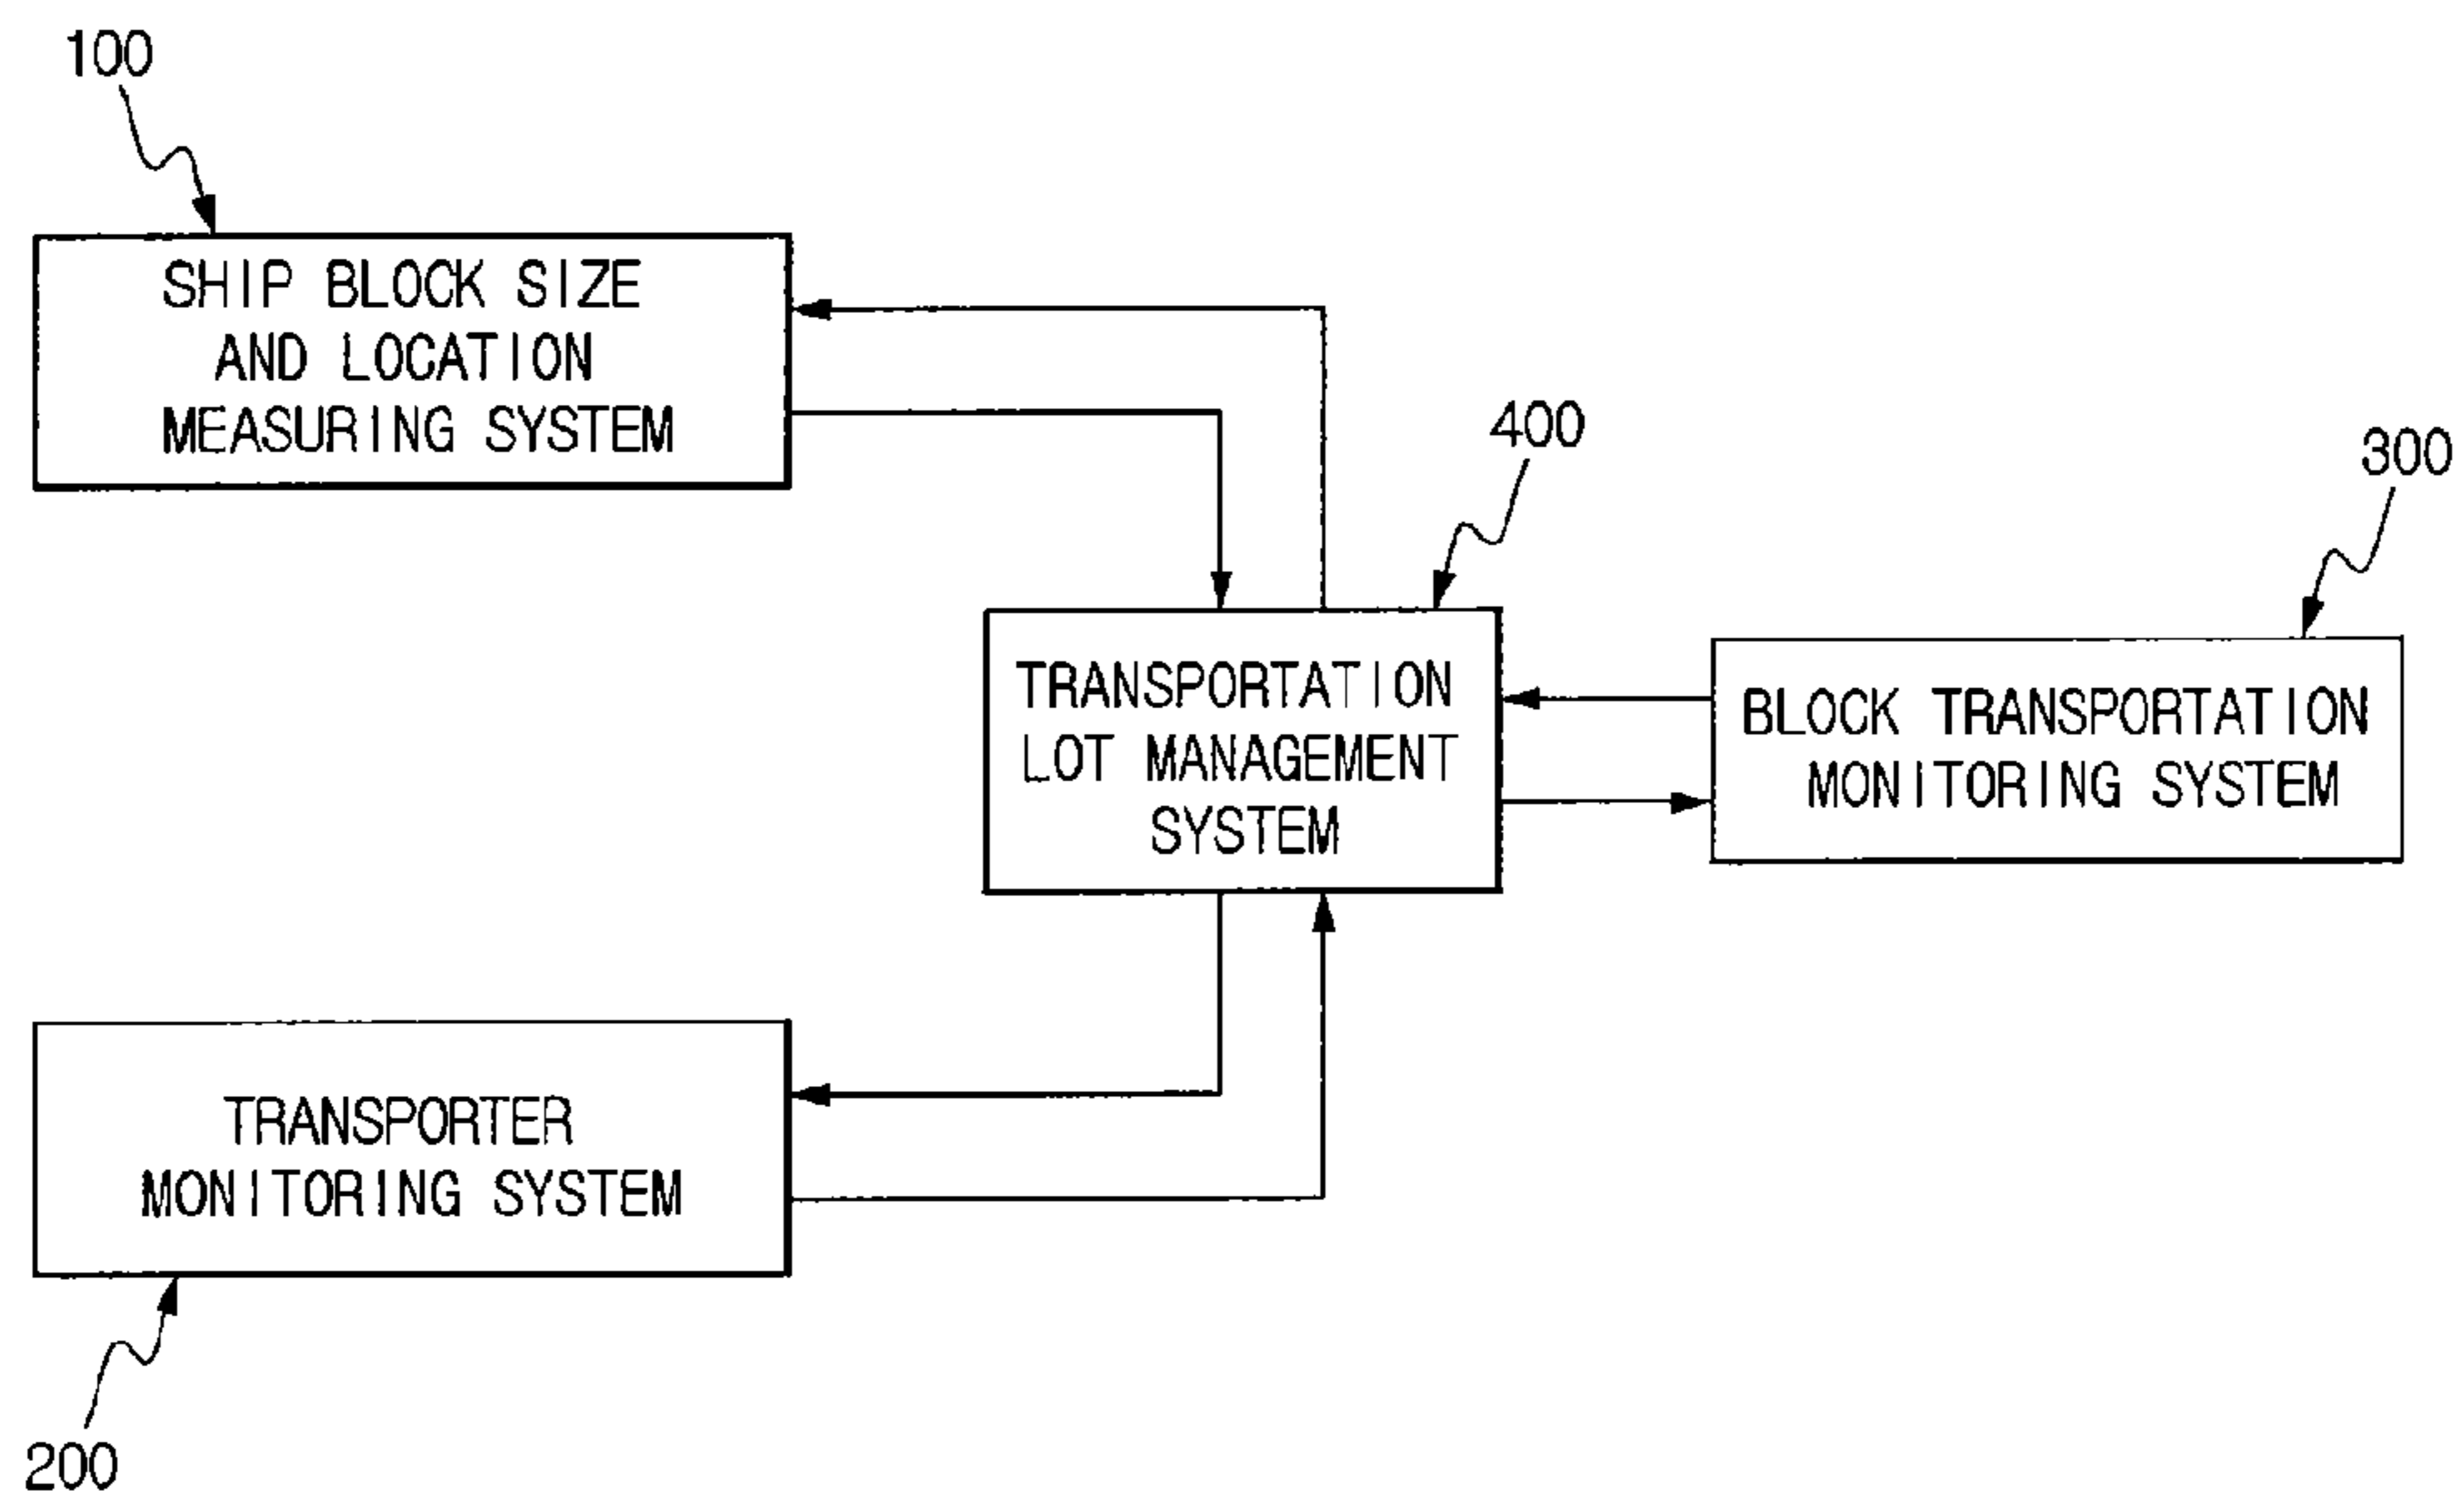 100
SHIP BLOCK SIZE
AND LOCATION
MEASURING SYSTEM
400
300
TRANSPORTATION
LOT MANAGEMENT
SYSTEM
BLOCK TRANSPORTATION
MONITORING SYSTEM
TRANSPORTER
MONITORING SYSTEM
200